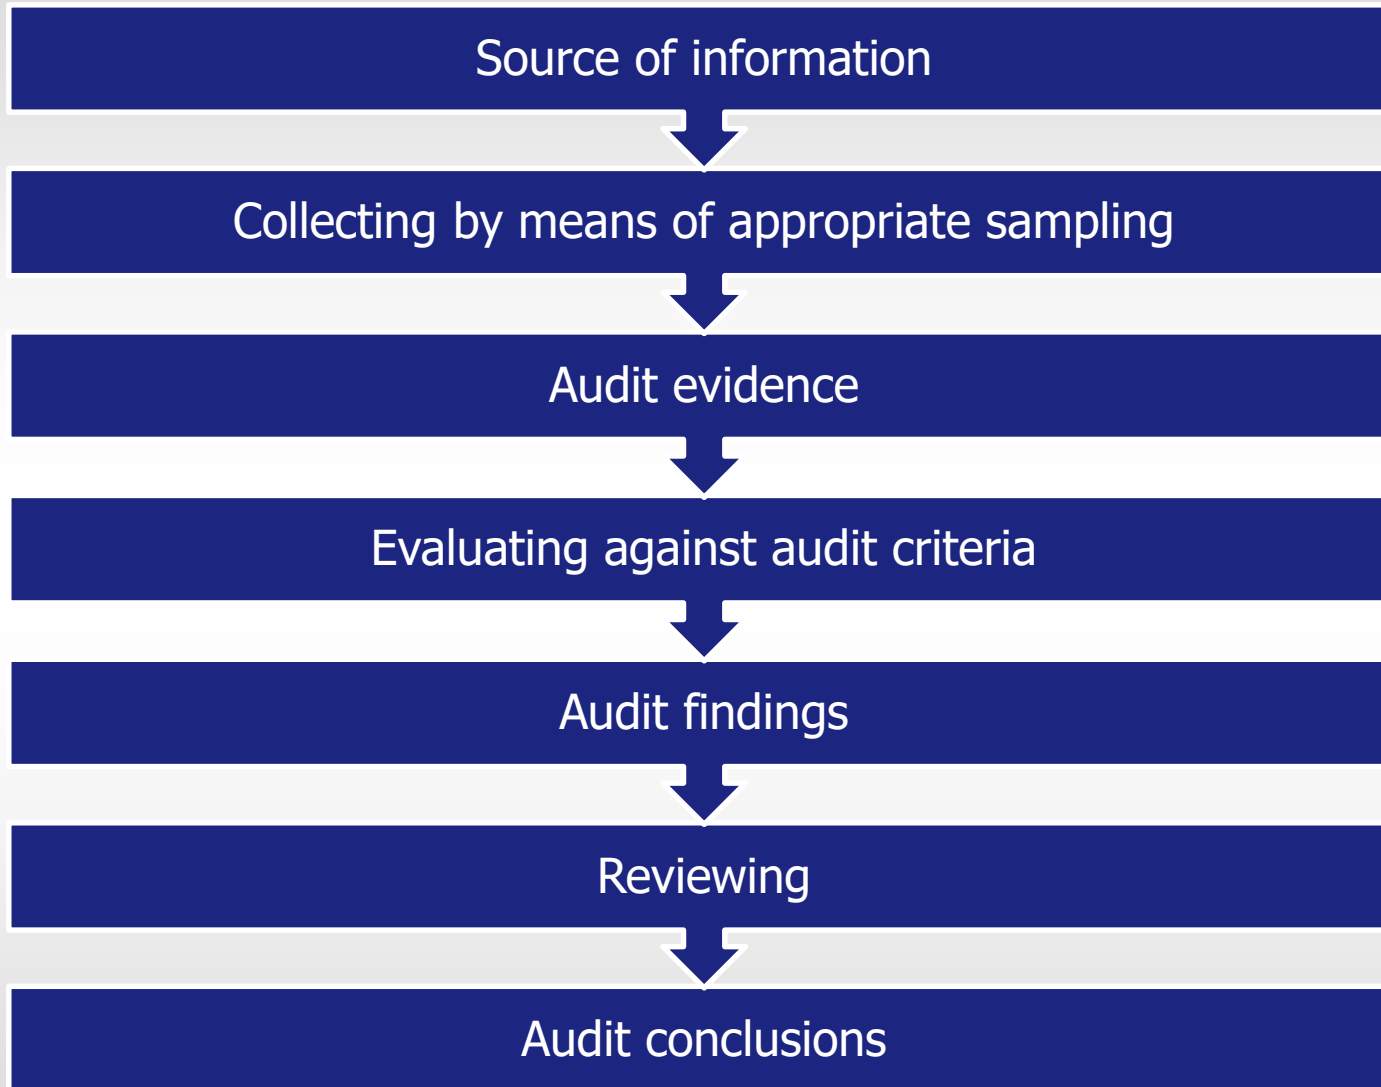 Source of information
Collecting by means of appropriate sampling
Audit evidence
Evaluating against audit criteria
Audit findings
Reviewing
Audit conclusions